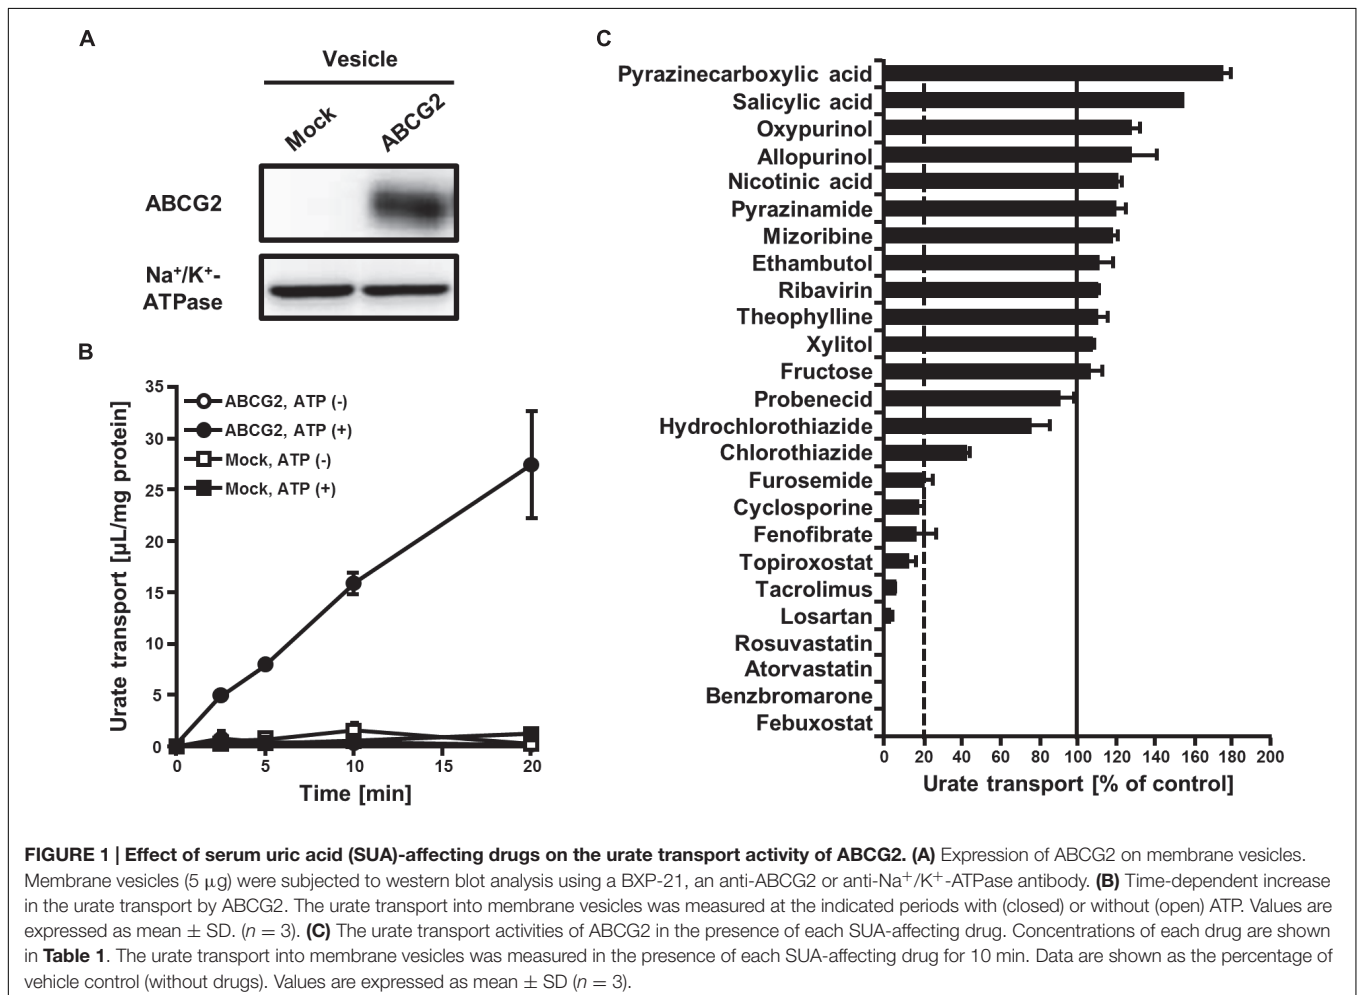 A
Vesicle
Mock
ABCG2
ABCG2
Na⁺/K⁺-
ATPase
B
Urate transport [µL/mg protein]
35
30
25
20
15
10
5
0
ABCG2, ATP (-)
ABCG2, ATP (+)
Mock, ATP (-)
Mock, ATP (+)
0 5 10 15 20
Time [min]
C
Pyrazinecarboxylic acid
Salicylic acid
Oxypurinol
Allopurinol
Nicotinic acid
Pyrazinamide
Mizoribine
Ethambutol
Ribavirin
Theophylline
Xylitol
Fructose
Probenecid
Hydrochlorothiazide
Chlorothiazide
Furosemide
Cyclosporine
Fenofibrate
Topiroxostat
Tacrolimus
Losartan
Rosuvastatin
Atorvastatin
Benzbromarone
Febuxostat
0 20 40 60 80 100 120 140 160 180 200
Urate transport [% of control]
FIGURE 1 | Effect of serum uric acid (SUA)-affecting drugs on the urate transport activity of ABCG2. (A) Expression of ABCG2 on membrane vesicles.
Membrane vesicles (5 µg) were subjected to western blot analysis using a BXP-21, an anti-ABCG2 or anti-Na⁺/K⁺-ATPase antibody. (B) Time-dependent increase
in the urate transport by ABCG2. The urate transport into membrane vesicles was measured at the indicated periods with (closed) or without (open) ATP. Values are
expressed as mean ± SD. (n = 3). (C) The urate transport activities of ABCG2 in the presence of each SUA-affecting drug. Concentrations of each drug are shown
in Table 1. The urate transport into membrane vesicles was measured in the presence of each SUA-affecting drug for 10 min. Data are shown as the percentage of
vehicle control (without drugs). Values are expressed as mean ± SD (n = 3).